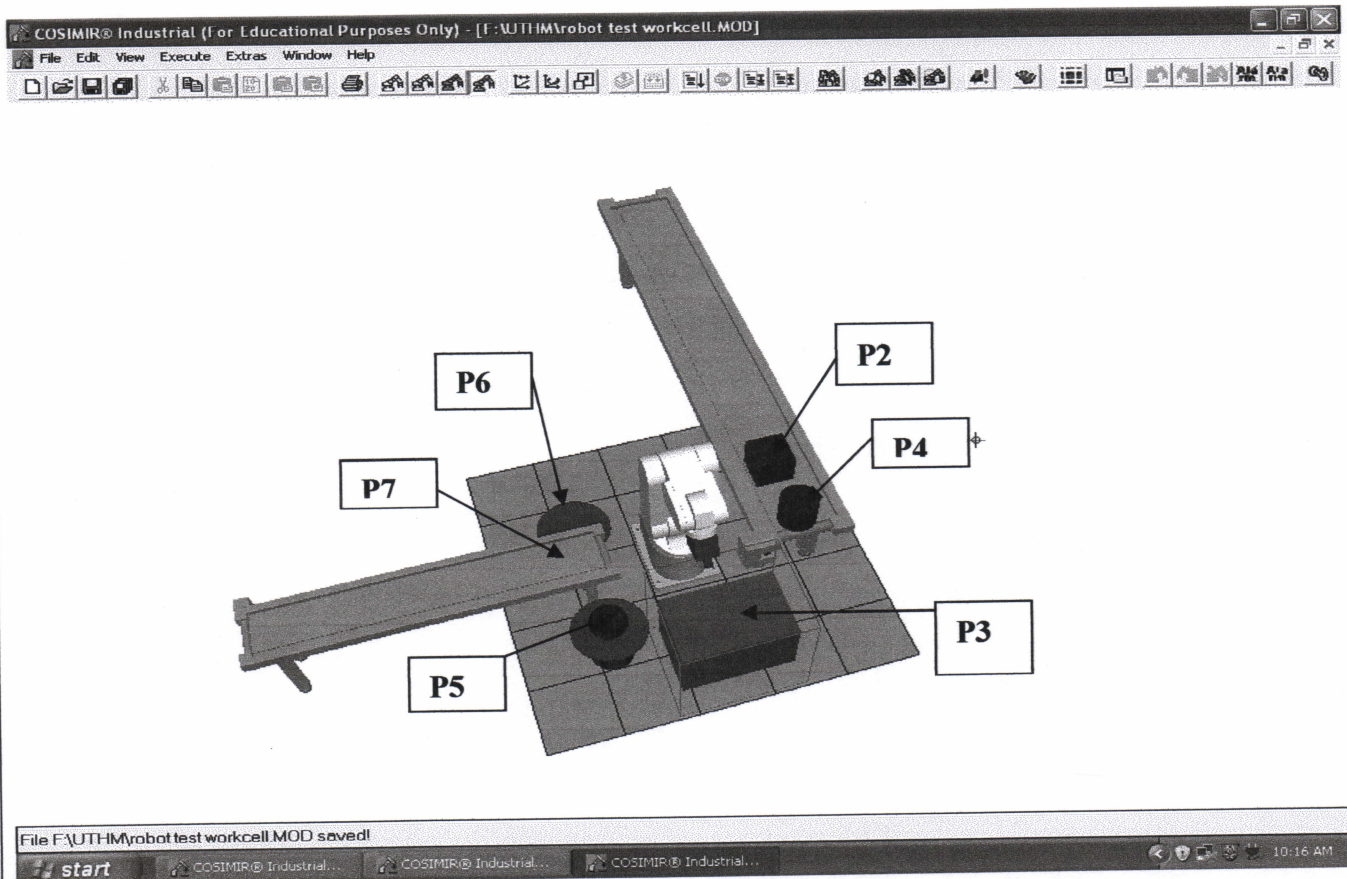 COSIMIR® Industrial (For Educational Purposes Only) - [F:\UTHM\robot test workcell.MOD]
File Edit View Execute Extras Window Help
P2
P6
P4
P7
P3
P5
File F:\UTHM\robot test workcell.MOD saved!
start COSIMIR® Industrial... COSIMIR® Industrial... COSIMIR® Industrial... 10:16 AM